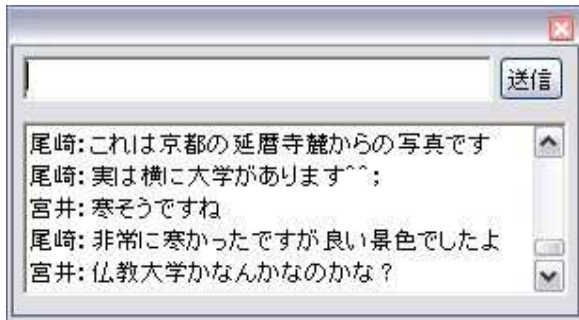 送信
尾崎: これは京都の延暦寺麓からの写真です
尾崎: 実は横に大学があります^^;
宮井: 寒そうですね
尾崎: 非常に寒かったですが良い景色でしたよ
宮井: 仏教大学かなんかなのかな？